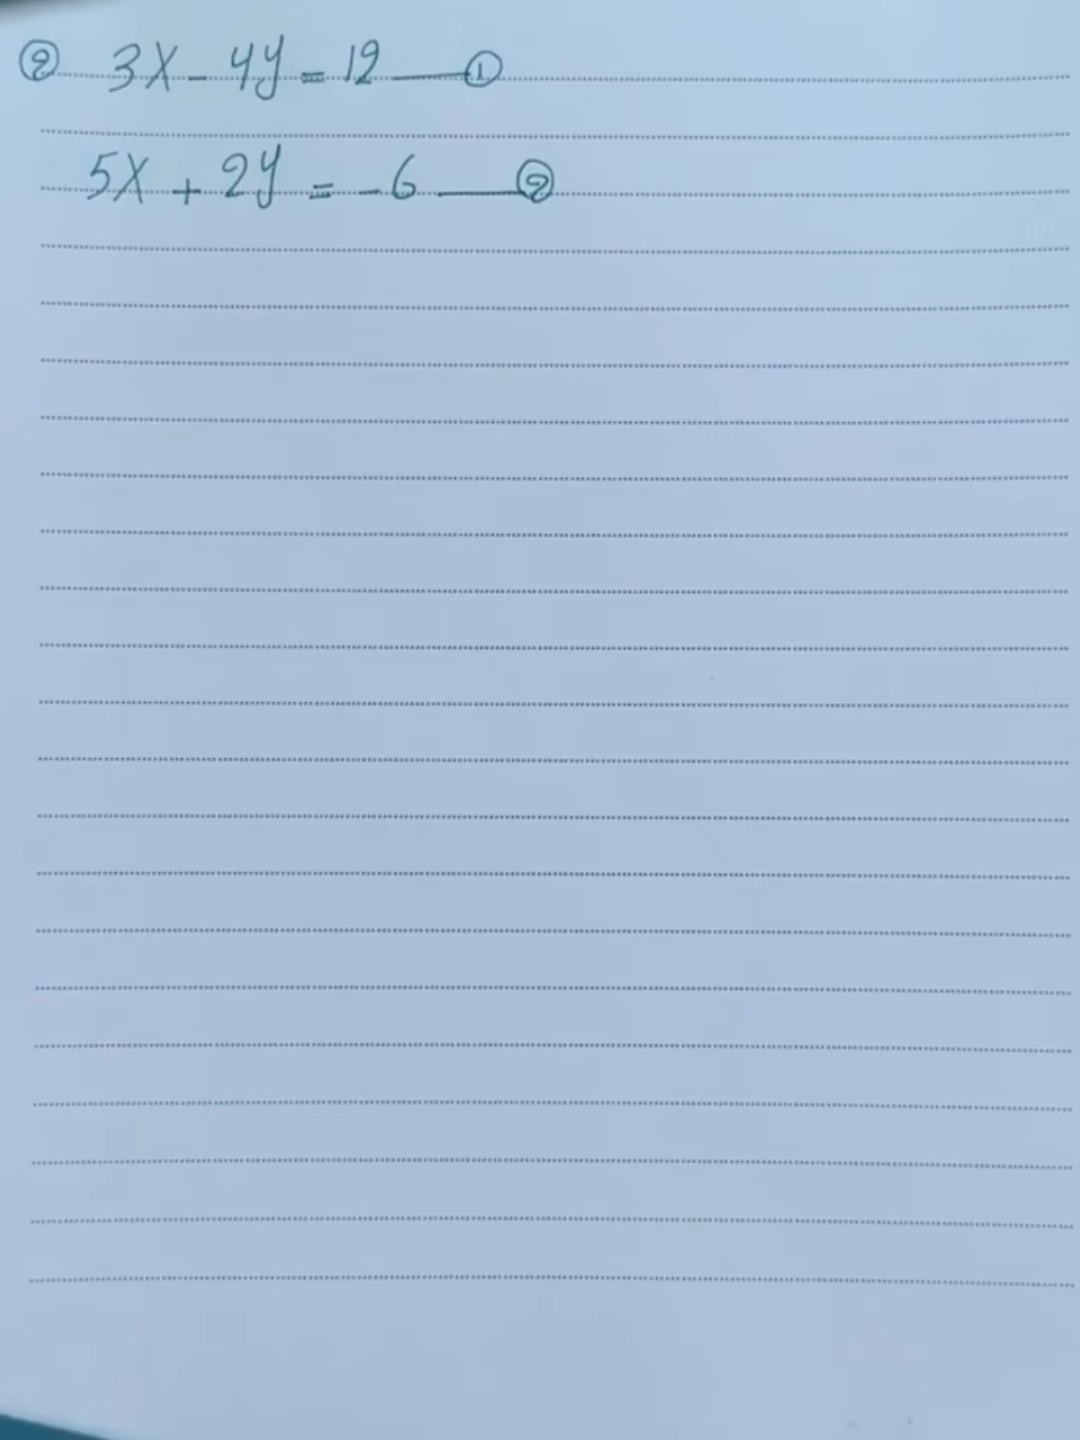 ② 3x - 4y = 12 —— ①
5x + 2y = -6 —— ②